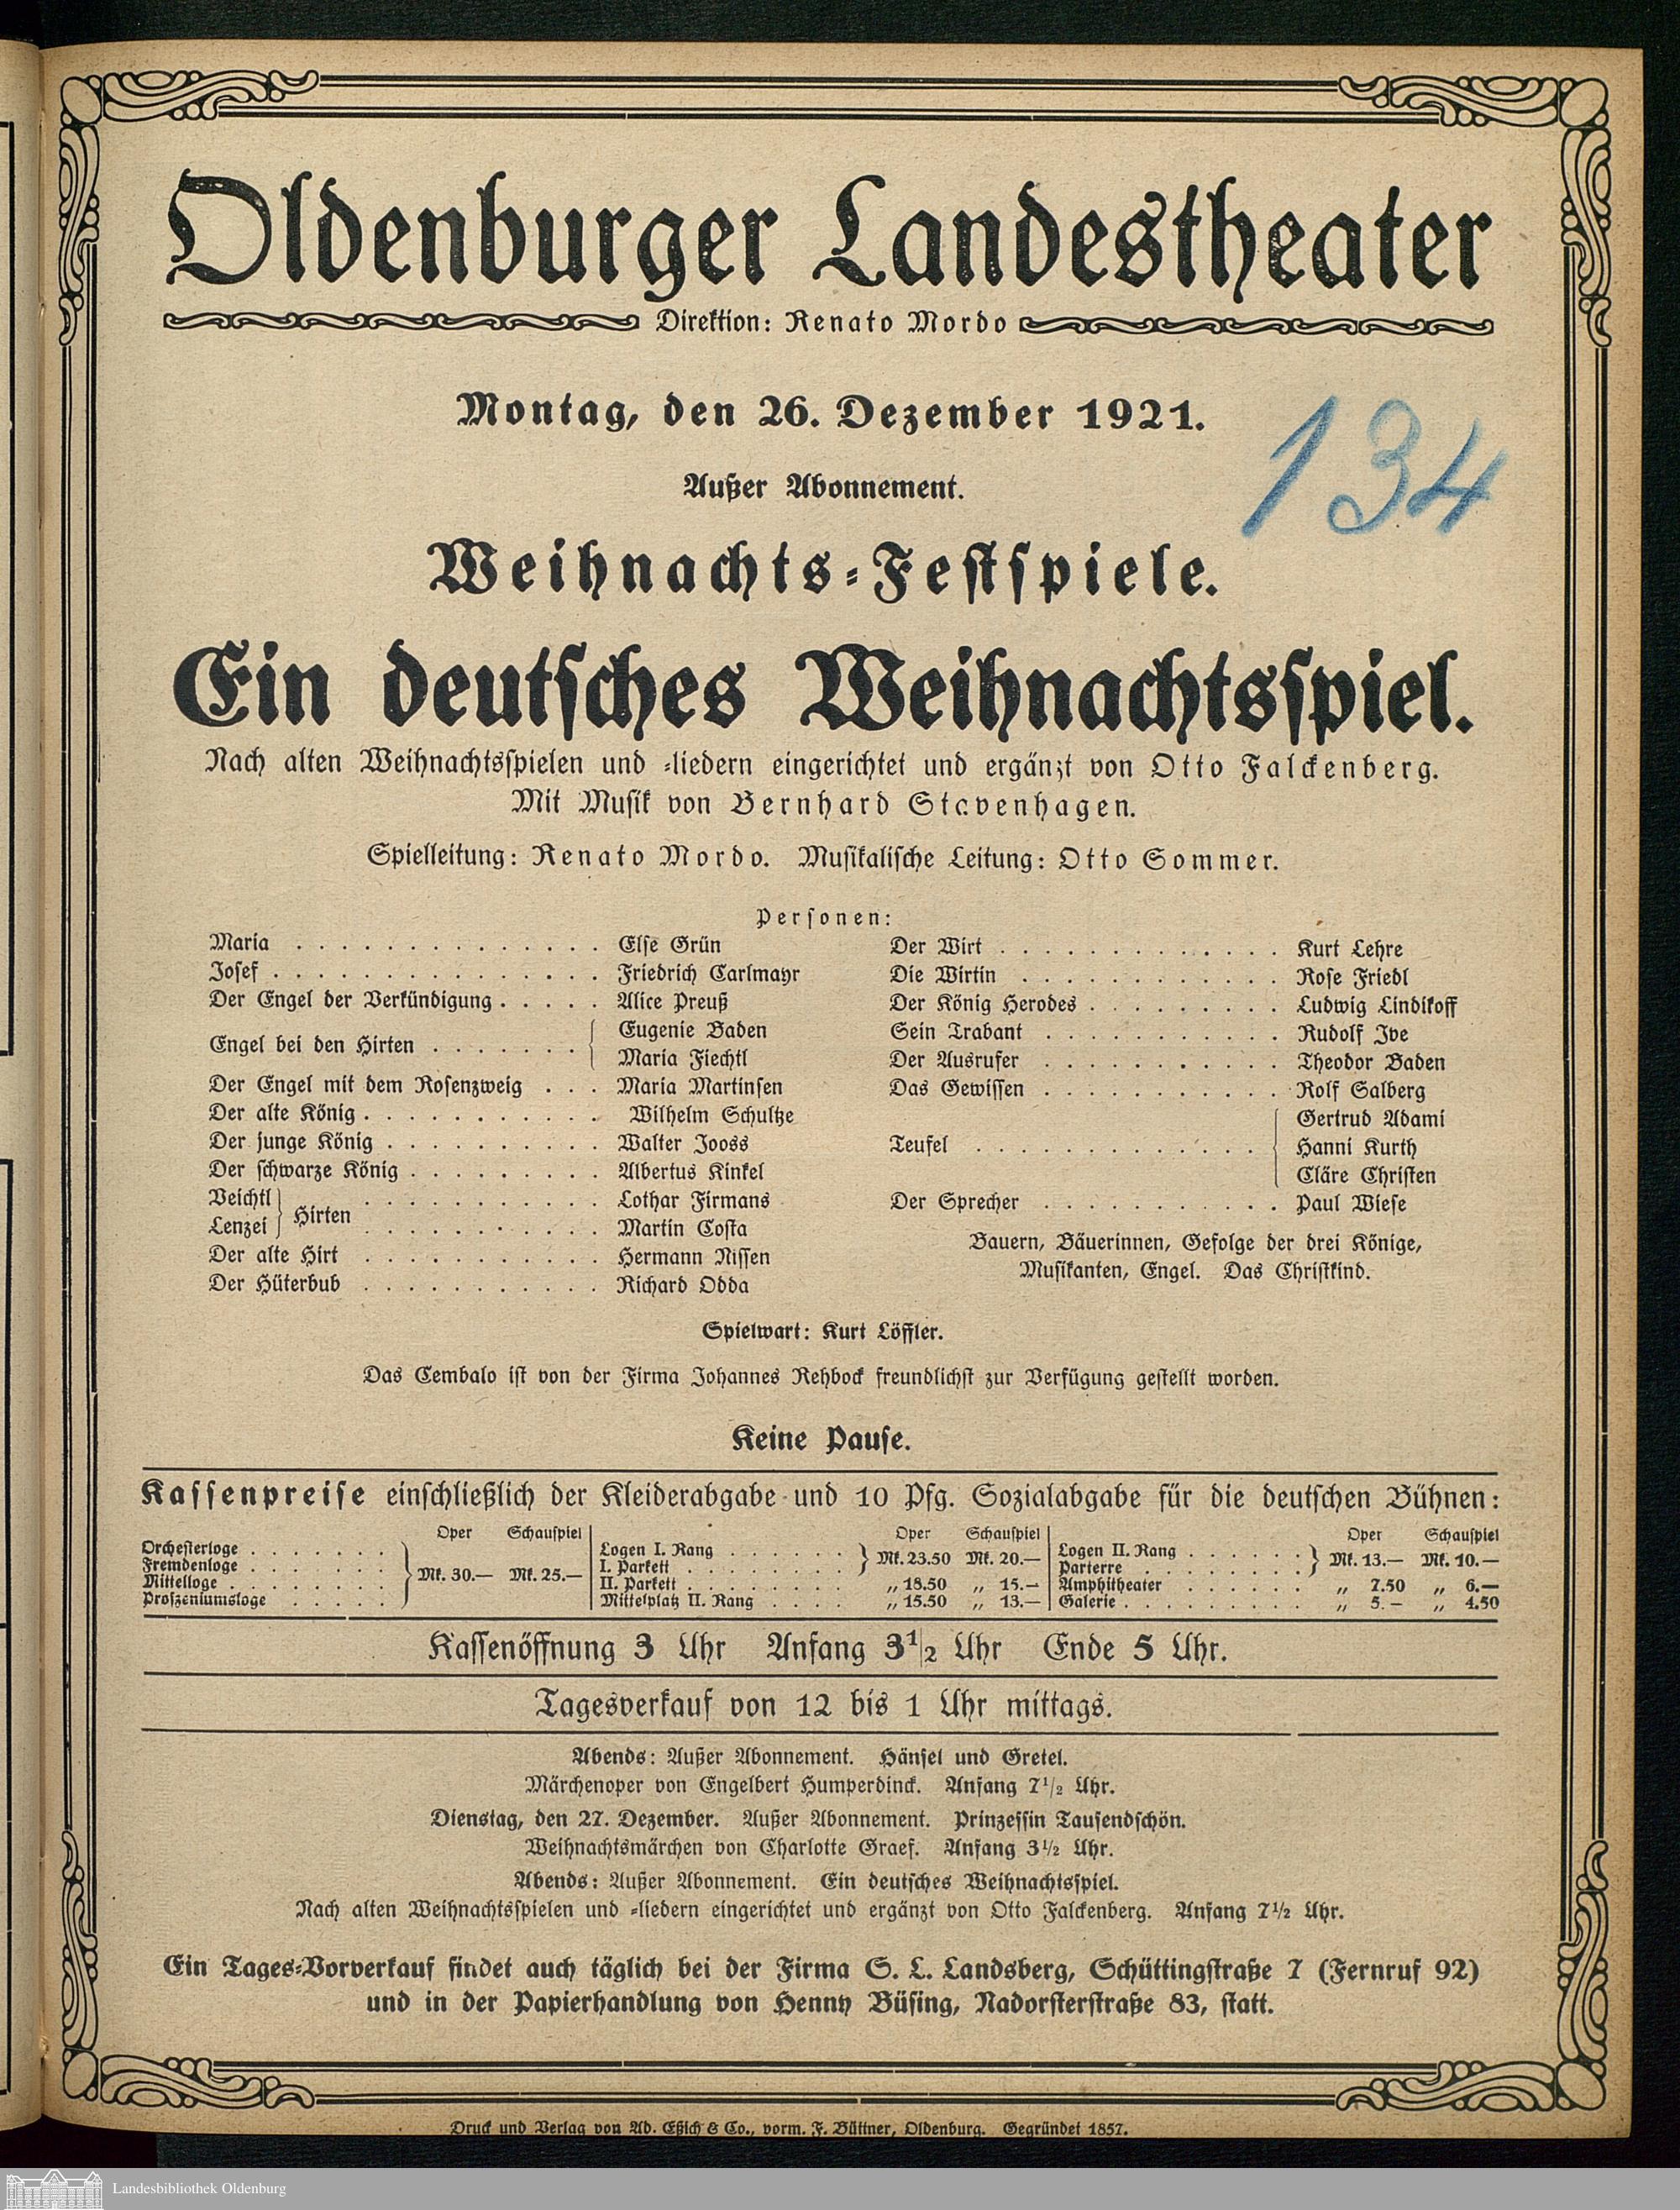 Oldenburger Landestheater
Direktion: Renato Mordo
Montag, den 26. Dezember 1921.
134
Außer Abonnement.
Weihnachts-Festspiele.
Ein deutsches Weihnachtsspiel.
Nach alten Weihnachtsspielen und -liedern eingerichtet und ergänzt von Otto Falckenberg.
Mit Musik von Bernhard Stavenhagen.
Spielleitung: Renato Mordo. Musikalische Leitung: Otto Sommer.
Personen:
Maria . . . . . . . . . . . . . . Else Grün
Josef . . . . . . . . . . . . . . . Friedrich Carlmayr
Der Engel der Verkündigung . . . . . Alice Preuß
Engel bei den Hirten . . . . . . . { Eugenie Baden
Maria Fiechtl
Der Engel mit dem Rosenzweig . . . Maria Martinsen
Der alte König . . . . . . . . . . . Wilhelm Schultze
Der junge König . . . . . . . . . . Walter Jooss
Der schwarze König . . . . . . . . . Albertus Kinkel
Veichtl } Hirten . . . . . . . . . . . Lothar Firmans
Lenzei } . . . . . . . . . . . Martin Costa
Der alte Hirt . . . . . . . . . . . Hermann Nissen
Der Hüterbub . . . . . . . . . . . Richard Odda
Der Wirt . . . . . . . . . . . . . Kurt Lehre
Die Wirtin . . . . . . . . . . . . Rose Friedl
Der König Herodes . . . . . . . . . Ludwig Lindikoff
Sein Trabant . . . . . . . . . . . Rudolf Ive
Der Ausrufer . . . . . . . . . . . Theodor Baden
Das Gewissen . . . . . . . . . . . Rolf Salberg
Teufel . . . . . . . . . . . . . { Gertrud Adami
Hanni Kurth
Cläre Christen
Der Sprecher . . . . . . . . . . . Paul Wiese
Bauern, Bäuerinnen, Gefolge der drei Könige,
Musikanten, Engel. Das Christkind.
Spielwart: Kurt Löffler.
Das Cembalo ist von der Firma Johannes Rehbock freundlichst zur Verfügung gestellt worden.
Keine Pause.
Kassenpreise einschließlich der Kleiderabgabe und 10 Pfg. Sozialabgabe für die deutschen Bühnen:
Oper Schauspiel
Orchesterloge . . . . . . .
Fremdenloge . . . . . . .
Mittelloge . . . . . . . . } Mk. 30.— Mk. 25.—
Proszeniumsloge . . . . .
Oper Schauspiel
Logen I. Rang . . . . . . } Mk. 23.50 Mk. 20.—
I. Parkett . . . . . . . .
II. Parkett . . . . . . . . „ 18.50 „ 15.—
Mittelplatz II. Rang . . . . „ 15.50 „ 13.—
Oper Schauspiel
Logen II. Rang . . . . . . } Mk. 13.— Mk. 10.—
Parterre . . . . . . . .
Amphitheater . . . . . . „ 7.50 „ 6.—
Galerie . . . . . . . . . „ 5.— „ 4.50
Kassenöffnung 3 Uhr Anfang 3 1/2 Uhr Ende 5 Uhr.
Tagesverkauf von 12 bis 1 Uhr mittags.
Abends: Außer Abonnement. Hänsel und Gretel.
Märchenoper von Engelbert Humperdinck. Anfang 7 1/2 Uhr.
Dienstag, den 27. Dezember. Außer Abonnement. Prinzessin Tausendschön.
Weihnachtsmärchen von Charlotte Graef. Anfang 3 1/2 Uhr.
Abends: Außer Abonnement. Ein deutsches Weihnachtsspiel.
Nach alten Weihnachtsspielen und -liedern eingerichtet und ergänzt von Otto Falckenberg. Anfang 7 1/2 Uhr.
Ein Tages-Vorverkauf findet auch täglich bei der Firma S. L. Landsberg, Schüttingstraße 7 (Fernruf 92)
und in der Papierhandlung von Henny Büsing, Nadorsterstraße 83, statt.
Druck und Verlag von Ad. Eßich & Co., vorm. F. Büttner, Oldenburg. Gegründet 1857.
Landesbibliothek Oldenburg